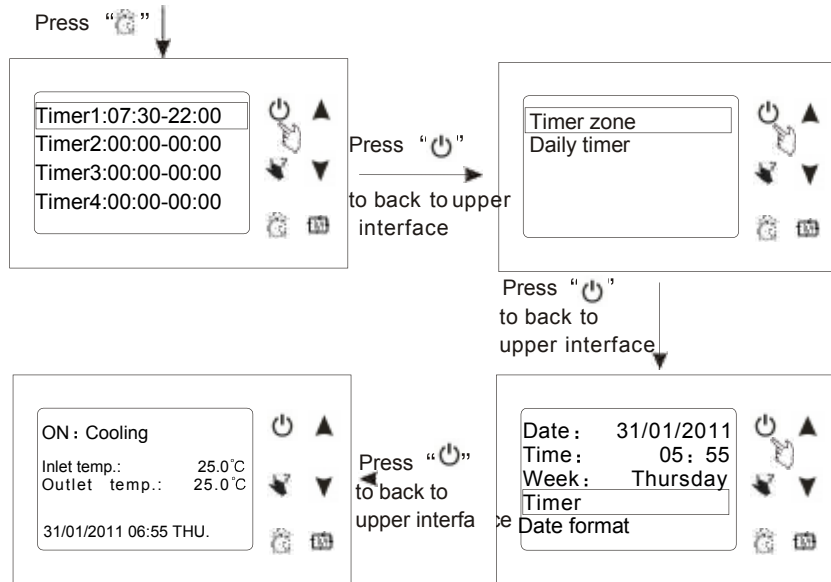 Press “ ”
Timer1:07:30-22:00
Timer2:00:00-00:00
Timer3:00:00-00:00
Timer4:00:00-00:00
Press “ ”
to back to upper
interface
Timer zone
Daily timer
Press “ ”
to back to
upper interface
Date： 31/01/2011
Time： 05：55
Week： Thursday
Timer
Date format
Press “ ”
to back to
upper interfa ce
ON：Cooling
Inlet temp.: 25.0°C
Outlet temp.: 25.0°C
31/01/2011 06:55 THU.